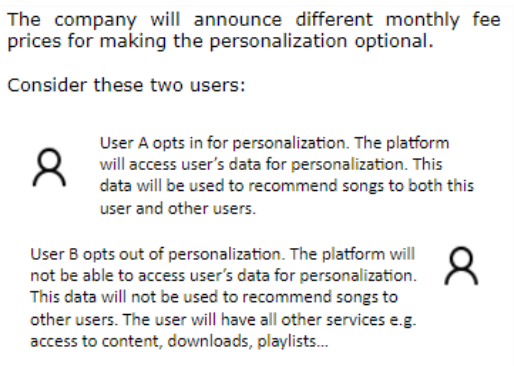 The company will announce different monthly fee
prices for making the personalization optional.
Consider these two users:
User A opts in for personalization. The platform
will access user's data for personalization. This
data will be used to recommend songs to both this
user and other users.
User B opts out of personalization. The platform will
not be able to access user's data for personalization.
This data will not be used to recommend songs to
other users. The user will have all other services e.g.
access to content, downloads, playlists...